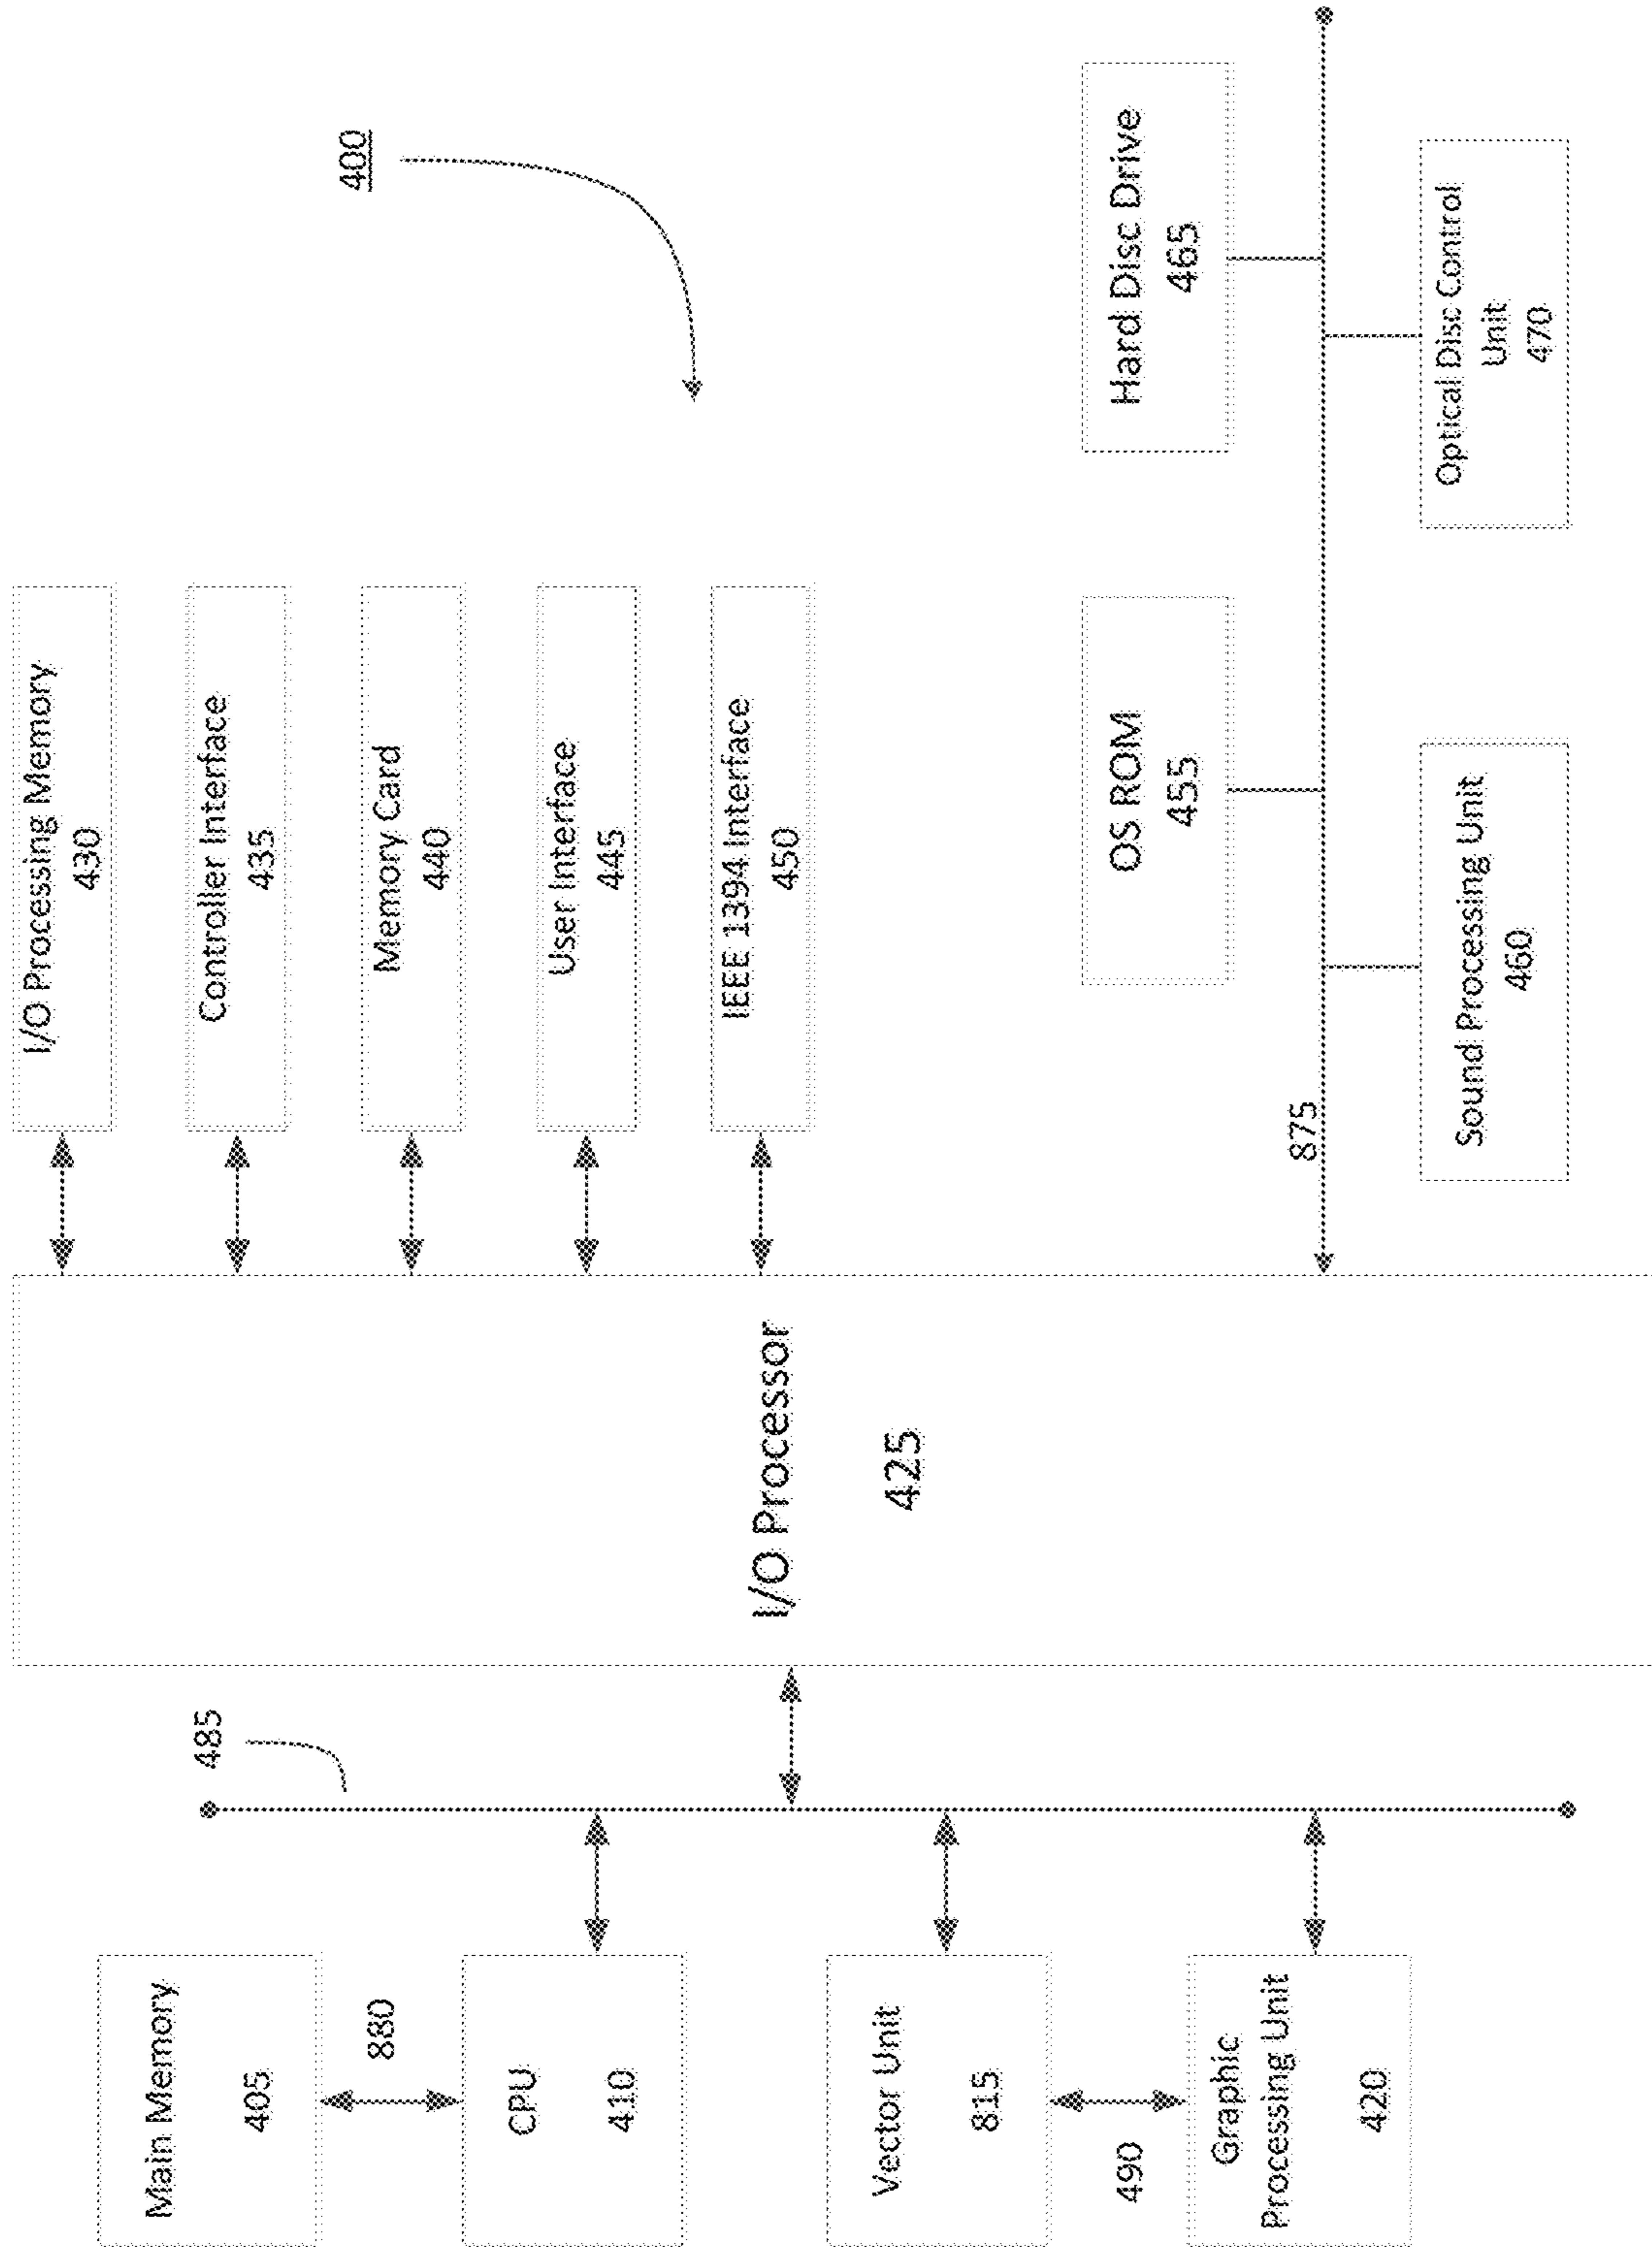 400
I/O Processing Memory
430
Controller Interface
435
Memory Card
440
User Interface
445
IEEE 1394 Interface
450
Hard Disc Drive
465
OS ROM
455
Optical Disc Control
Unit
470
Sound Processing Unit
460
875
I/O Processor
425
485
Main Memory
405
880
CPU
410
Vector Unit
815
490
Graphic
Processing Unit
420